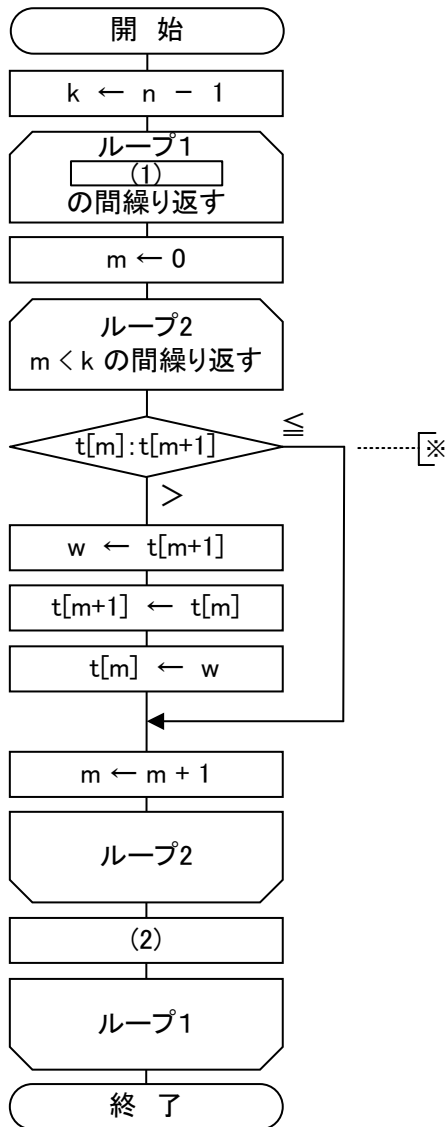 開 始
k ← n － 1
ループ1
(1)
の間繰り返す
m ← 0
ループ2
m < k の間繰り返す
t[m]:t[m+1]
≦
※
＞
w ← t[m+1]
t[m+1] ← t[m]
t[m] ← w
m ← m + 1
ループ2
(2)
ループ1
終 了